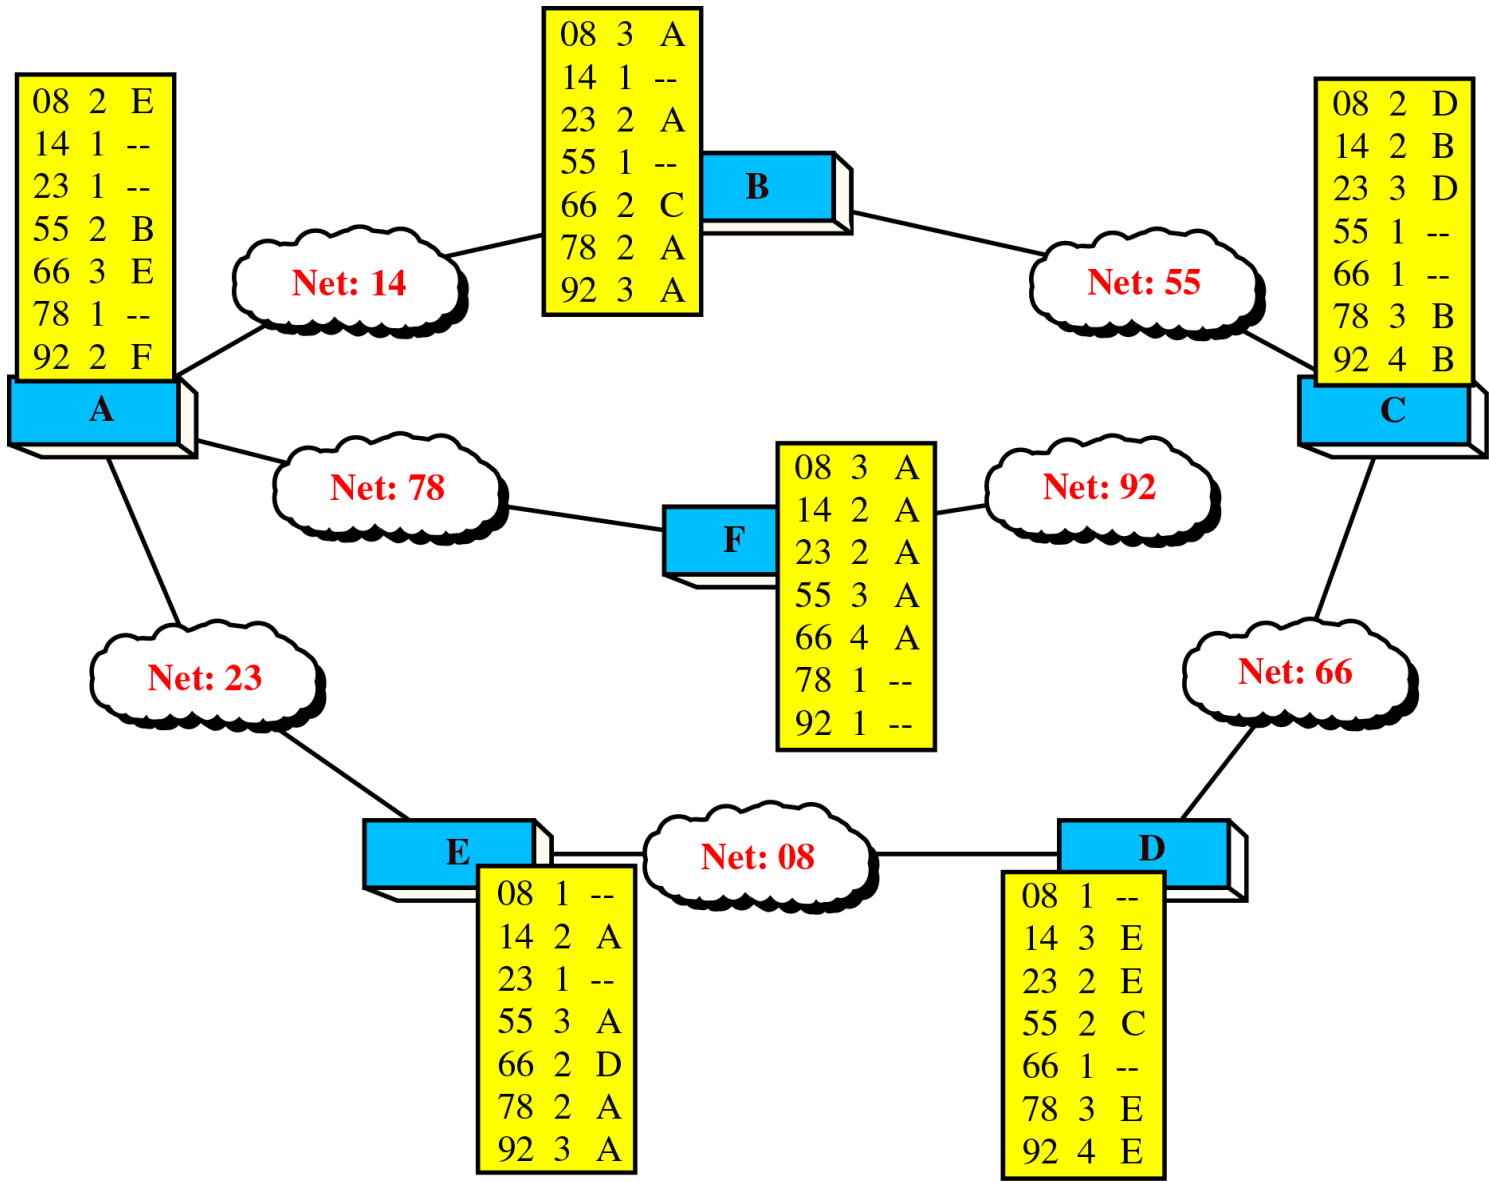 08 3 A
14 1 --
23 2 A
55 1 --
66 2 C
78 2 A
92 3 A
B
08 2 E
14 1 --
23 1 --
55 2 B
66 3 E
78 1 --
92 2 F
A
08 2 D
14 2 B
23 3 D
55 1 --
66 1 --
78 3 B
92 4 B
C
Net: 14
Net: 55
Net: 78
F
08 3 A
14 2 A
23 2 A
55 3 A
66 4 A
78 1 --
92 1 --
Net: 92
Net: 23
Net: 66
E
08 1 --
14 2 A
23 1 --
55 3 A
66 2 D
78 2 A
92 3 A
Net: 08
D
08 1 --
14 3 E
23 2 E
55 2 C
66 1 --
78 3 E
92 4 E